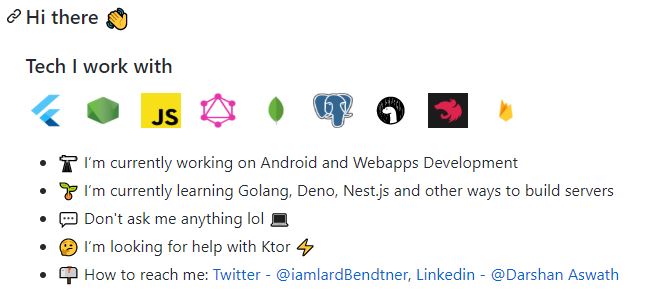 Hi there 👋
Tech I work with
JS
I’m currently working on Android and Webapps Development
I’m currently learning Golang, Deno, Nest.js and other ways to build servers
Don't ask me anything lol 💻
I’m looking for help with Ktor ⚡
How to reach me: Twitter - @iamlardBendtner, Linkedin - @Darshan Aswath